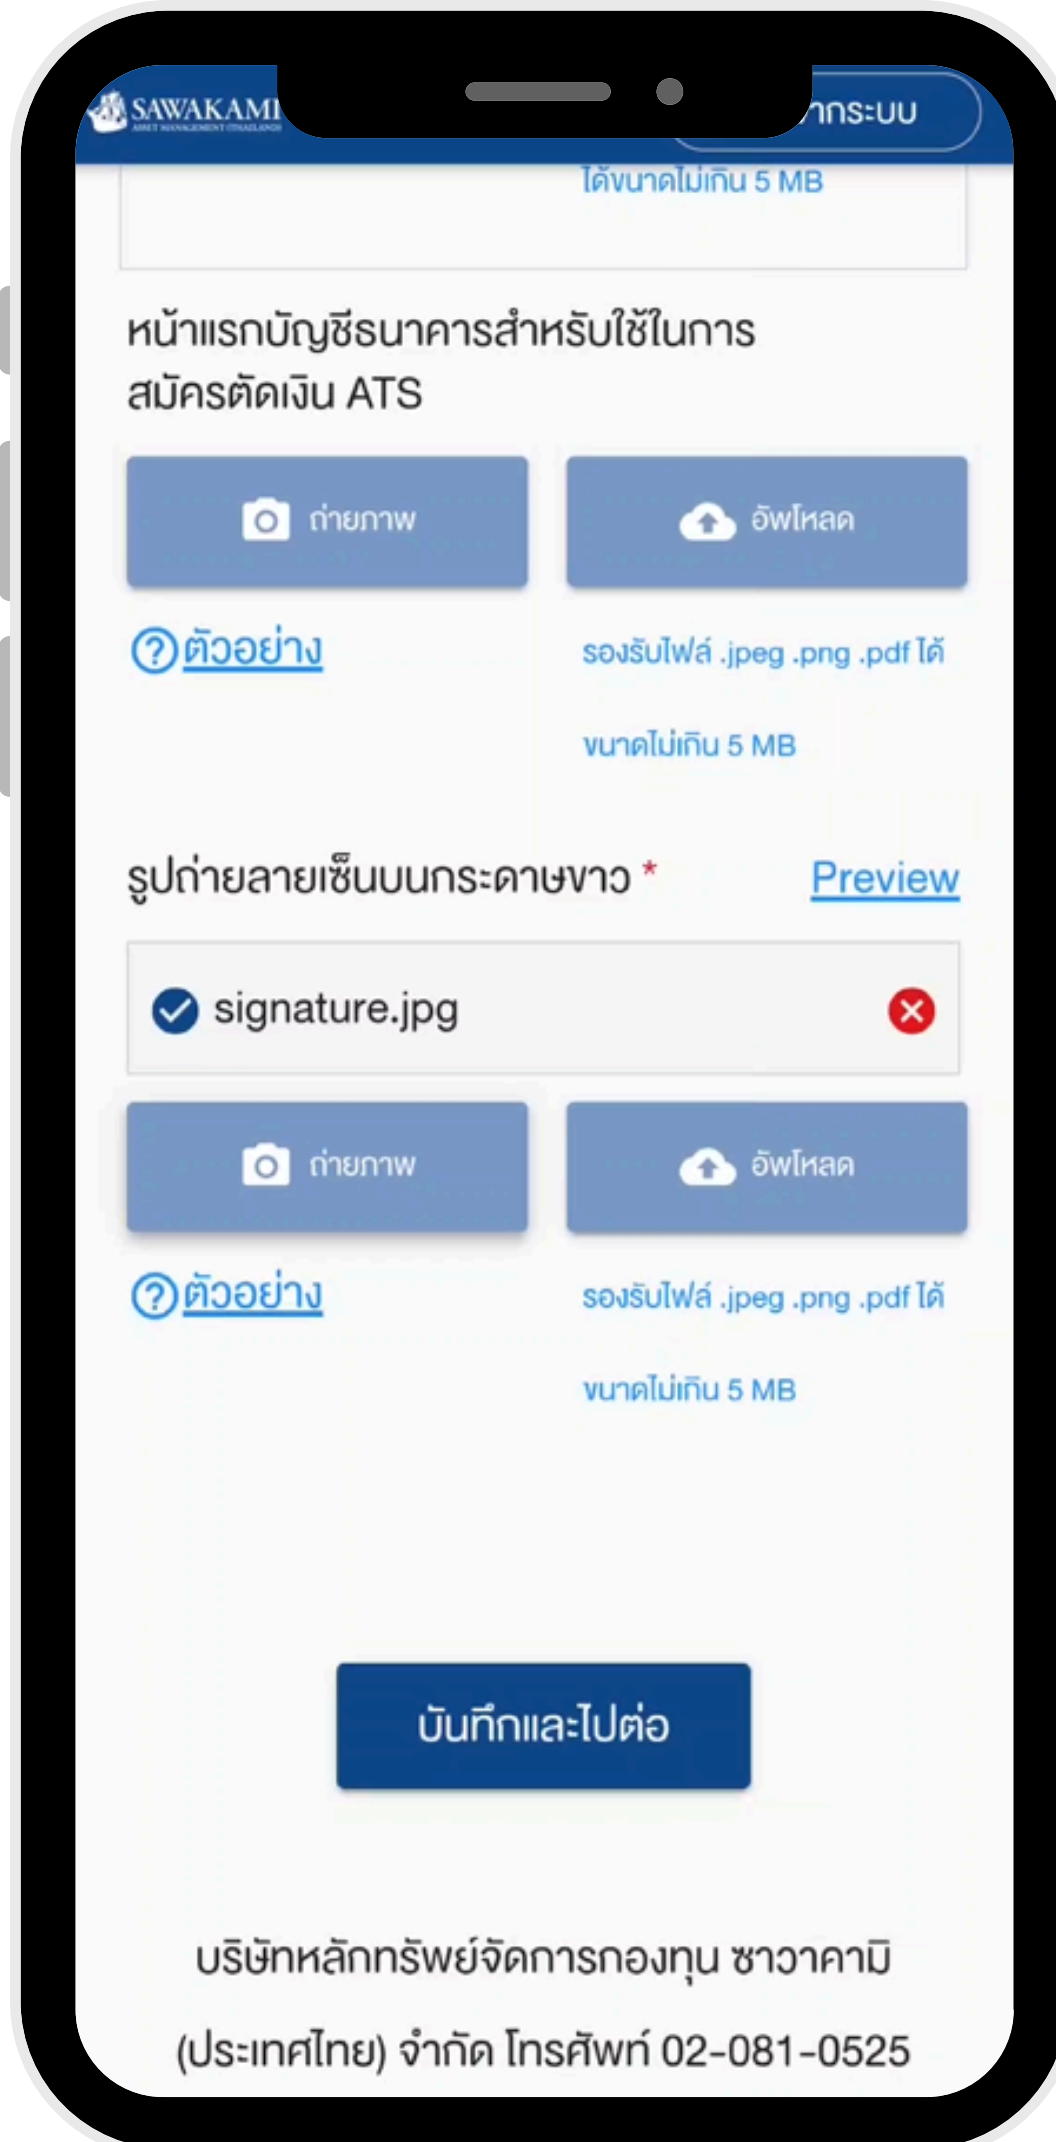 SAWAKAMI
ASSET MANAGEMENT (THAILAND)
ากระบบ
ได้ขนาดไม่เกิน 5 MB
หน้าแรกบัญชีธนาคารสำหรับใช้ในการ
สมัครตัดเงิน ATS
ถ่ายภาพ
อัพโหลด
ตัวอย่าง
รองรับไฟล์ .jpeg .png .pdf ได้
ขนาดไม่เกิน 5 MB
รูปถ่ายลายเซ็นบนกระดาษขาว *
Preview
signature.jpg
ถ่ายภาพ
อัพโหลด
ตัวอย่าง
รองรับไฟล์ .jpeg .png .pdf ได้
ขนาดไม่เกิน 5 MB
บันทึกและไปต่อ
บริษัทหลักทรัพย์จัดการกองทุน ซาวาคามิ
(ประเทศไทย) จำกัด โทรศัพท์ 02-081-0525